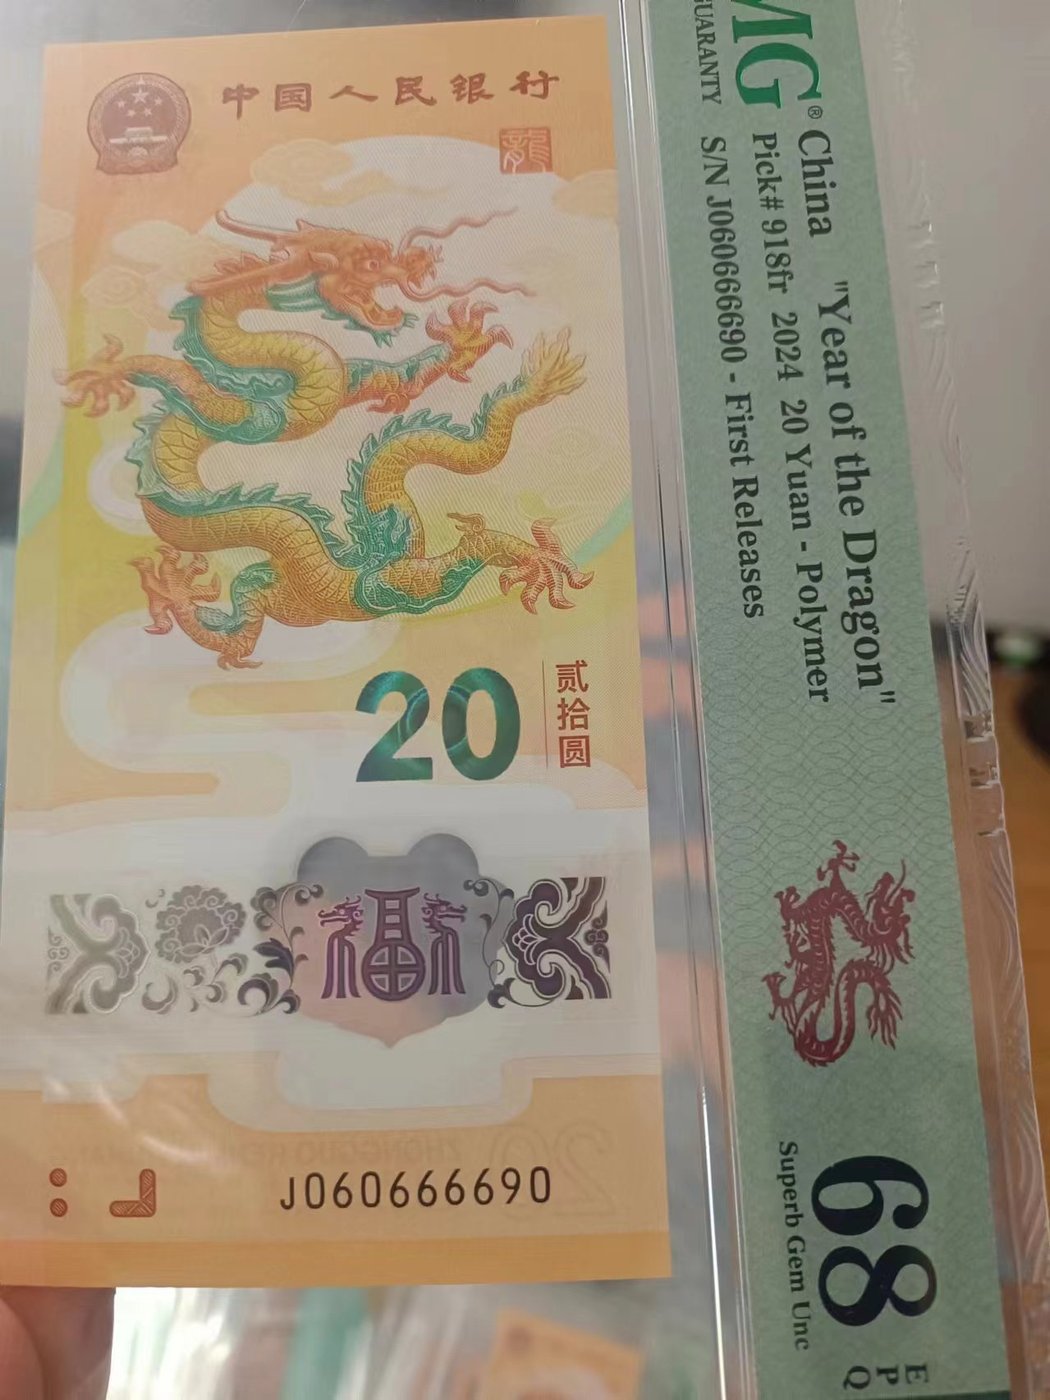 中国人民银行
龍
20
贰拾圆
J060666690
MG®
GUARANTY
China "Year of the Dragon"
Pick# 918fr 2024 20 Yuan - Polymer
S/N J060666690 - First Releases
68
Superb Gem Unc
E
P
Q